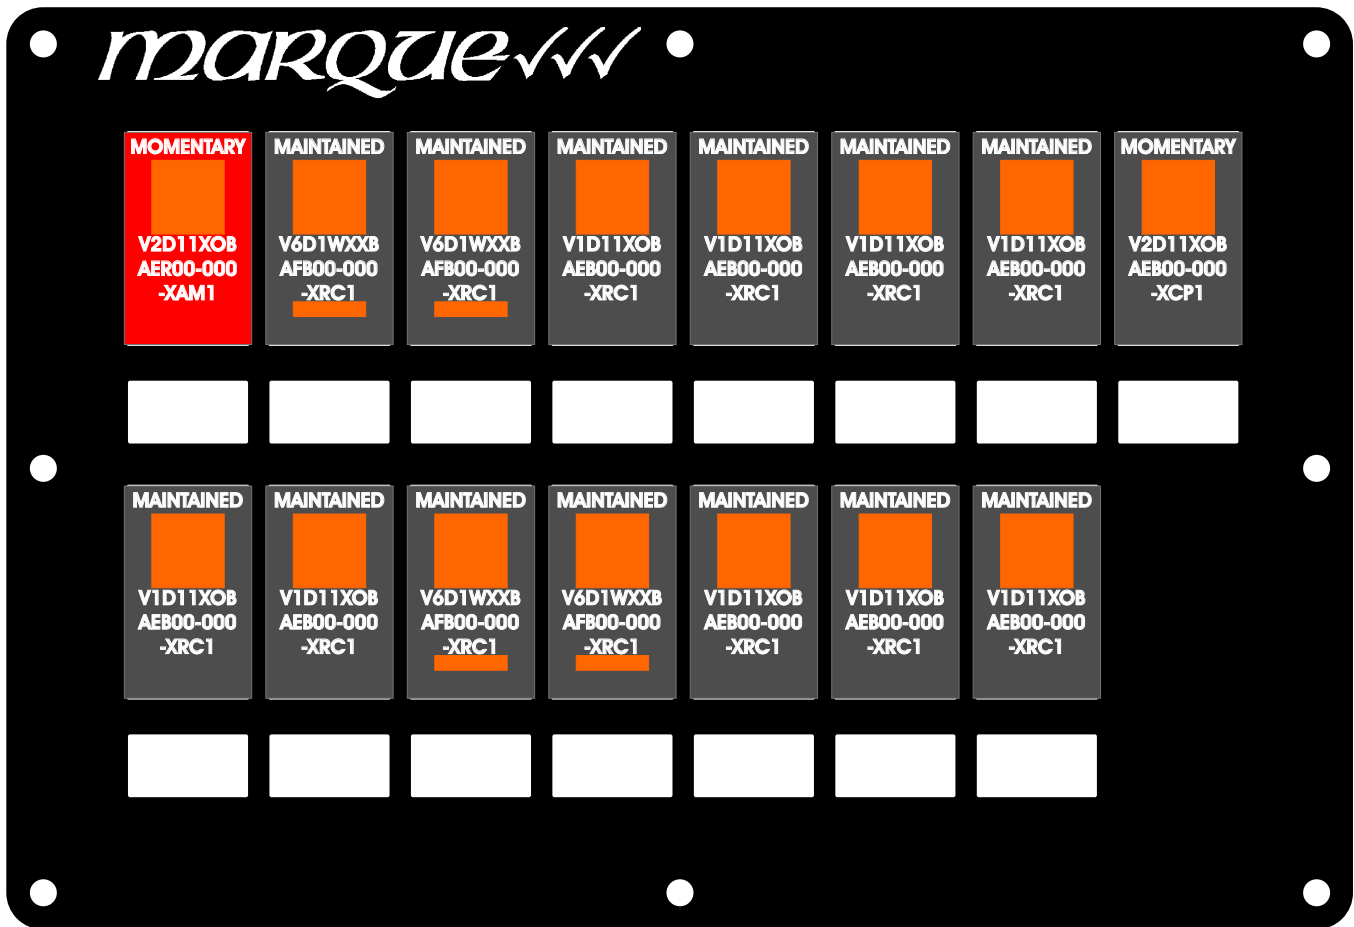 MARQUE
MOMENTARY
V2D11XOB
AER00-000
-XAM1
MAINTAINED
V6D1WXXB
AFB00-000
-XRC1
MAINTAINED
V6D1WXXB
AFB00-000
-XRC1
MAINTAINED
V1D11XOB
AEB00-000
-XRC1
MAINTAINED
V1D11XOB
AEB00-000
-XRC1
MAINTAINED
V1D11XOB
AEB00-000
-XRC1
MAINTAINED
V1D11XOB
AEB00-000
-XRC1
MOMENTARY
V2D11XOB
AEB00-000
-XCP1
MAINTAINED
V1D11XOB
AEB00-000
-XRC1
MAINTAINED
V1D11XOB
AEB00-000
-XRC1
MAINTAINED
V6D1WXXB
AFB00-000
-XRC1
MAINTAINED
V6D1WXXB
AFB00-000
-XRC1
MAINTAINED
V1D11XOB
AEB00-000
-XRC1
MAINTAINED
V1D11XOB
AEB00-000
-XRC1
MAINTAINED
V1D11XOB
AEB00-000
-XRC1